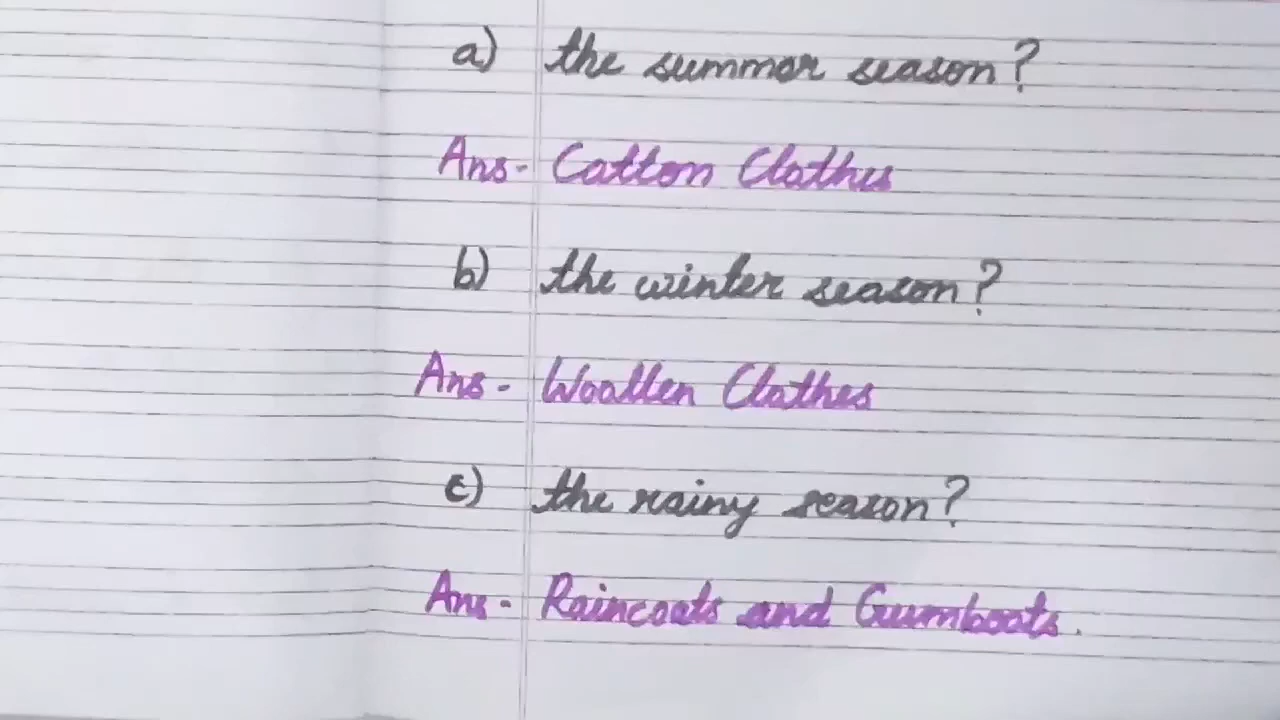 a) the summer season?
Ans- Cotton Clothes
b) the winter season?
Ans- Woollen Clothes
c) the rainy season?
Ans- Raincoats and Gumboots.